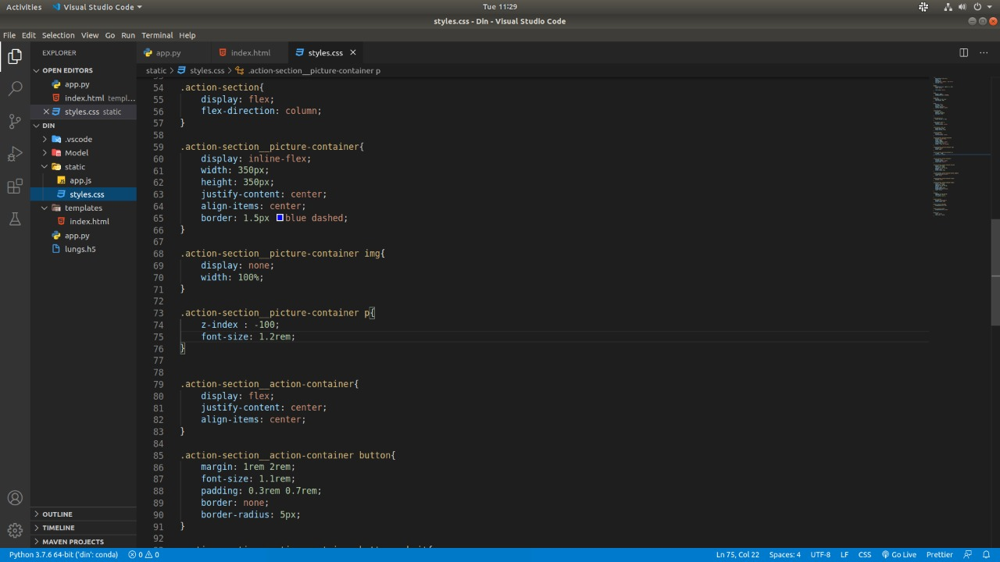 Activities
Visual Studio Code
Tue 11:29
styles.css - Din - Visual Studio Code
File Edit Selection View Go Run Terminal Help
EXPLORER
app.py
index.html
styles.css
OPEN EDITORS
app.py
index.html templ...
styles.css static
DIN
.vscode
Model
static
app.js
styles.css
templates
index.html
app.py
lungs.h5
OUTLINE
TIMELINE
MAVEN PROJECTS
static > styles.css > .action-section__picture-container p
54 .action-section{
55 display: flex;
56 flex-direction: column;
57 }
58
59 .action-section__picture-container{
60 display: inline-flex;
61 width: 350px;
62 height: 350px;
63 justify-content: center;
64 align-items: center;
65 border: 1.5px blue dashed;
66 }
67
68 .action-section__picture-container img{
69 display: none;
70 width: 100%;
71 }
72
73 .action-section__picture-container p{
74 z-index : -100;
75 font-size: 1.2rem;
76 }
77
78
79 .action-section__action-container{
80 display: flex;
81 justify-content: center;
82 align-items: center;
83 }
84
85 .action-section__action-container button{
86 margin: 1rem 2rem;
87 font-size: 1.1rem;
88 padding: 0.3rem 0.7rem;
89 border: none;
90 border-radius: 5px;
91 }
92
Python 3.7.6 64-bit ('din': conda) 0 0 Ln 75, Col 22 Spaces: 4 UTF-8 LF CSS Go Live Prettier